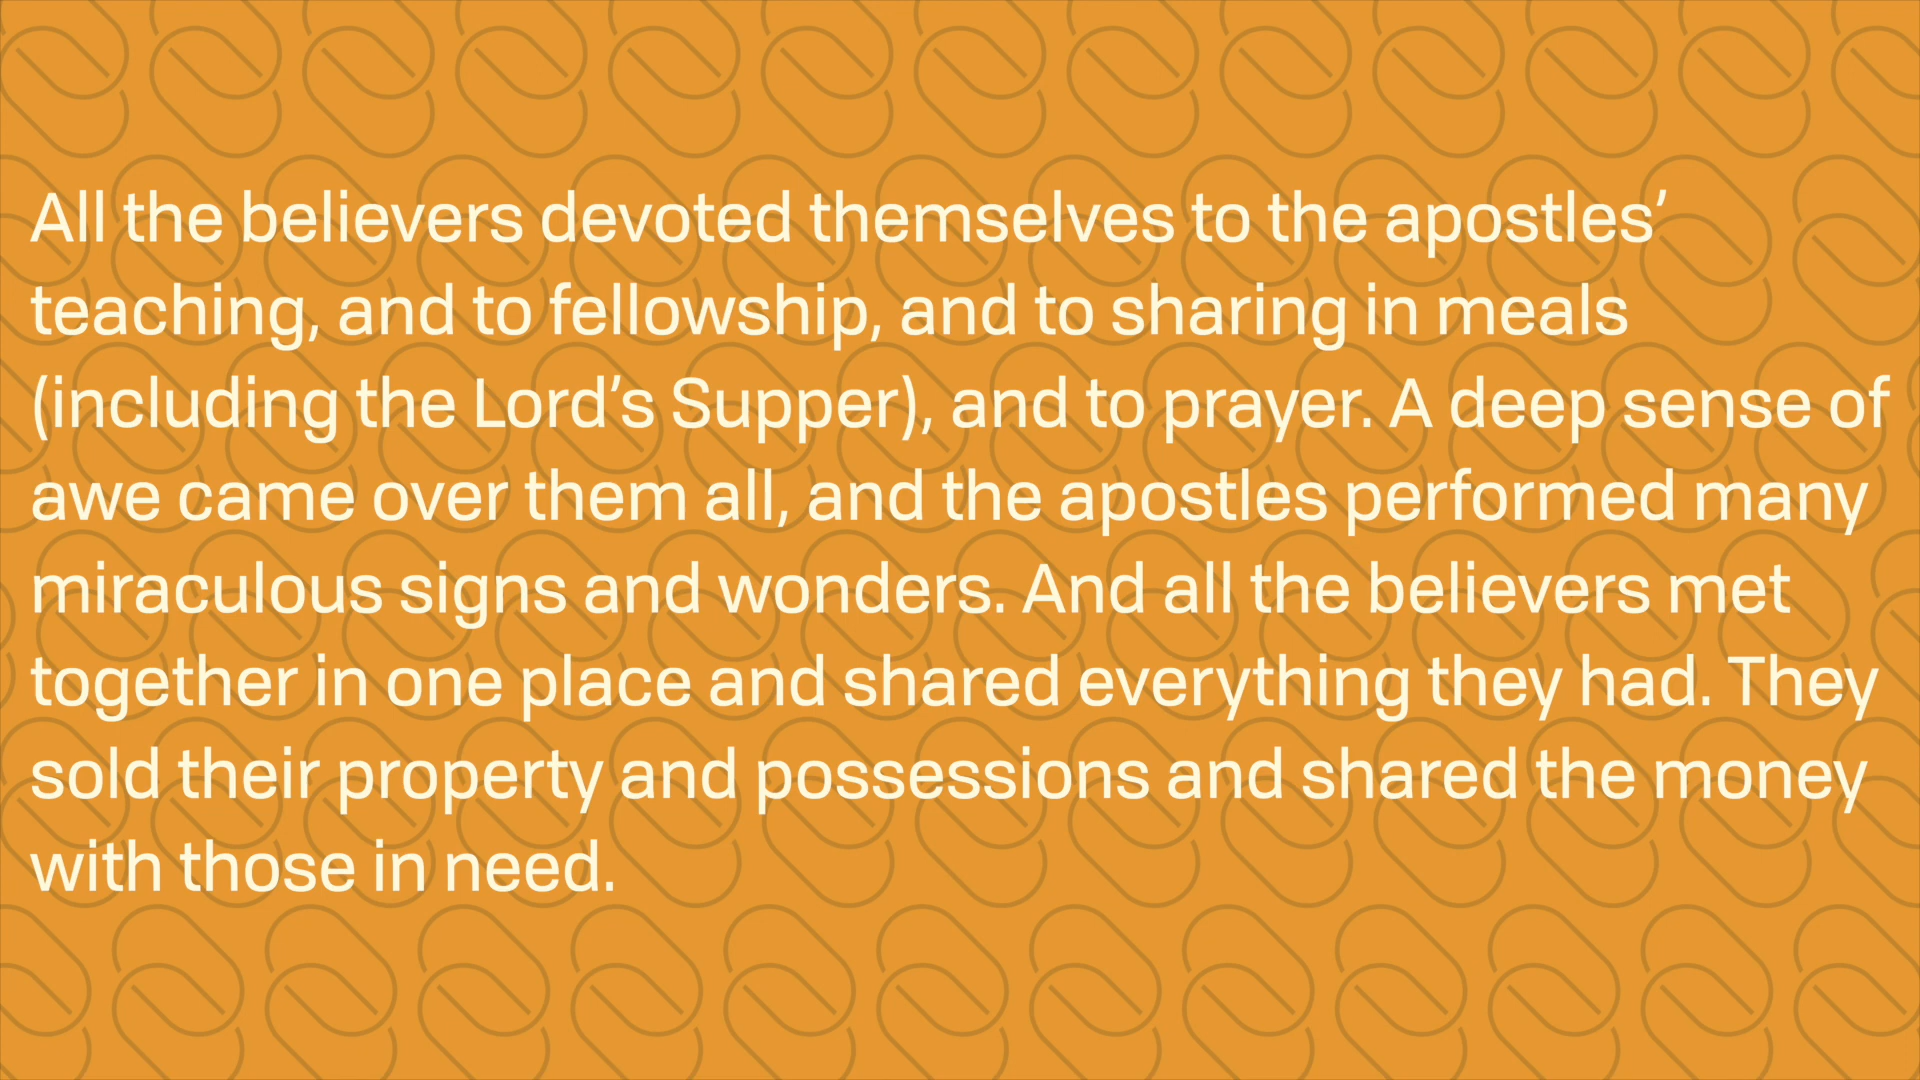 All the believers devoted themselves to the apostles’
teaching, and to fellowship, and to sharing in meals
(including the Lord’s Supper), and to prayer. A deep sense of
awe came over them all, and the apostles performed many
miraculous signs and wonders. And all the believers met
together in one place and shared everything they had. They
sold their property and possessions and shared the money
with those in need.